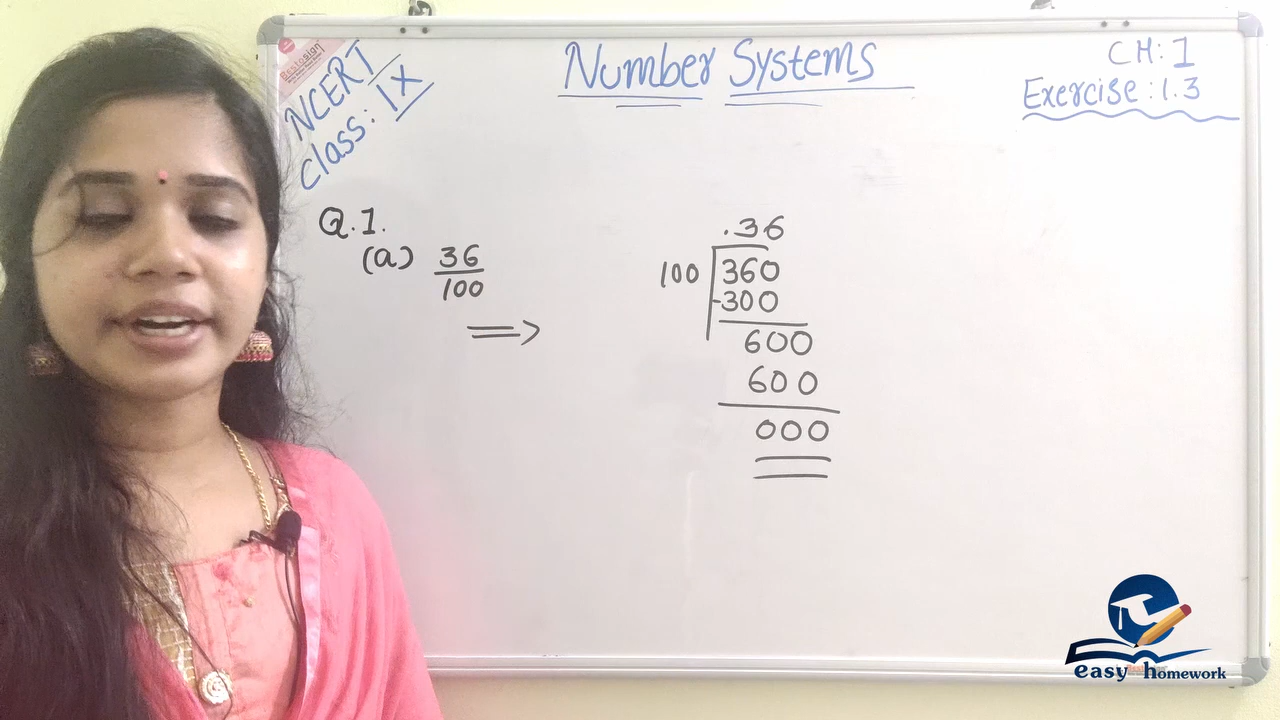 Bestosign
NCERT
class: IX
Number Systems
CH: 1
Exercise: 1.3
Q.1.
(a) 36
100
⟹
.36
100 360
-300
600
600
000
easy homework